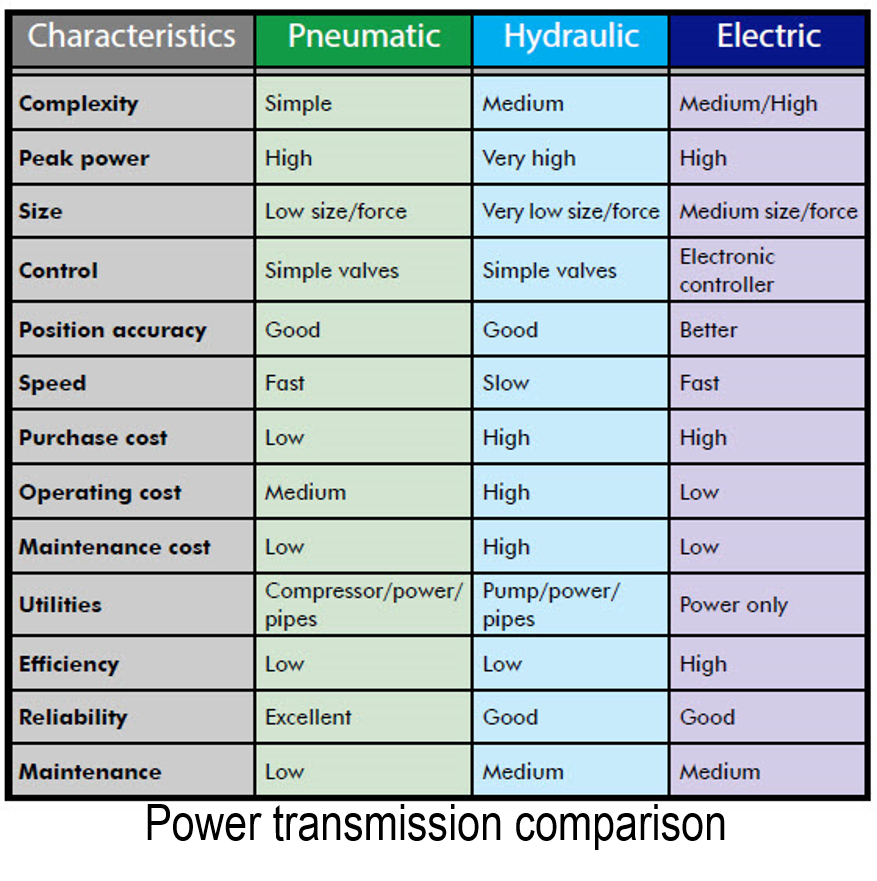 Characteristics Pneumatic Hydraulic Electric
Complexity Simple Medium Medium/High
Peak power High Very high High
Size Low size/force Very low size/force Medium size/force
Control Simple valves Simple valves Electronic
controller
Position accuracy Good Good Better
Speed Fast Slow Fast
Purchase cost Low High High
Operating cost Medium High Low
Maintenance cost Low High Low
Utilities Compressor/power/
pipes Pump/power/
pipes Power only
Efficiency Low Low High
Reliability Excellent Good Good
Maintenance Low Medium Medium
Power transmission comparison